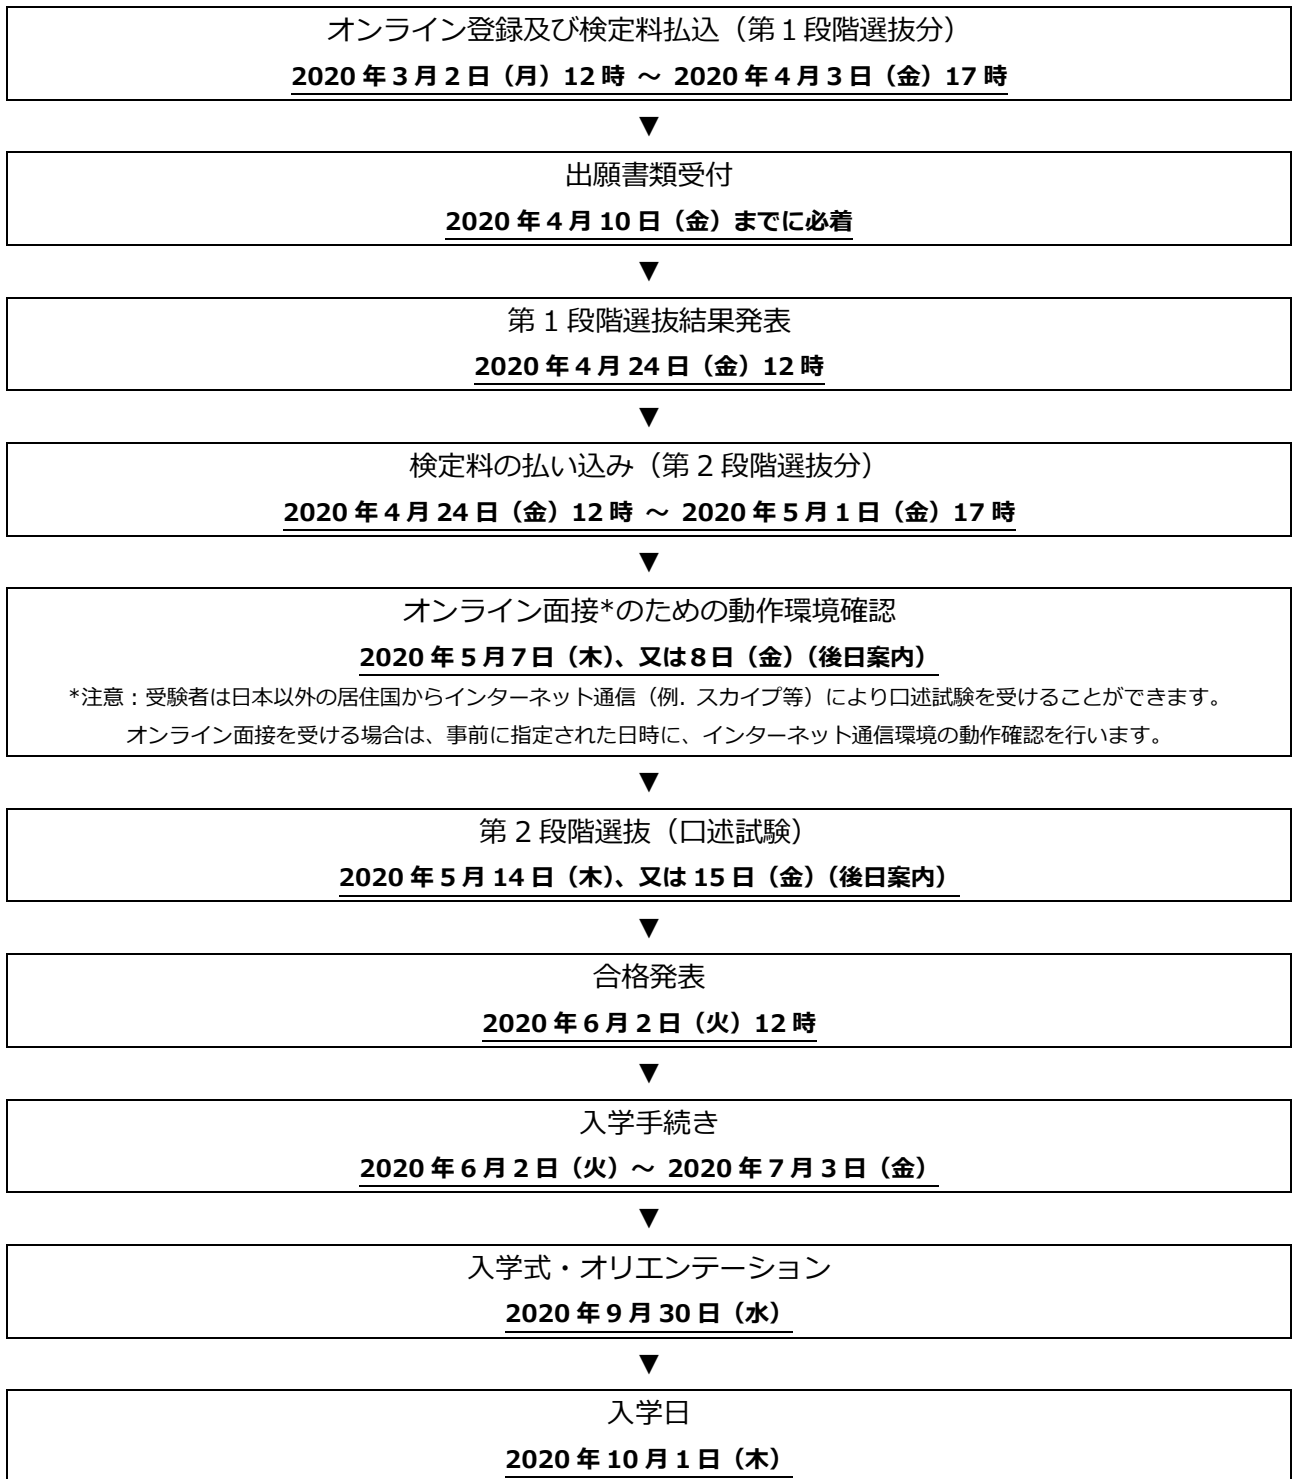 オンライン登録及び検定料払込（第１段階選抜分）
2020 年 3 月 2 日（月）12 時 ～ 2020 年 4 月 3 日（金）17 時
▼
出願書類受付
2020 年 4 月 10 日（金）までに必着
▼
第 1 段階選抜結果発表
2020 年 4 月 24 日（金）12 時
▼
検定料の払い込み（第 2 段階選抜分）
2020 年 4 月 24 日（金）12 時 ～ 2020 年 5 月 1 日（金）17 時
▼
オンライン面接*のための動作環境確認
2020 年 5 月７日（木）、又は８日（金）（後日案内）
*注意：受験者は日本以外の居住国からインターネット通信（例. スカイプ等）により口述試験を受けることができます。
オンライン面接を受ける場合は、事前に指定された日時に、インターネット通信環境の動作確認を行います。
▼
第 2 段階選抜（口述試験）
2020 年 5 月 14 日（木）、又は 15 日（金）（後日案内）
▼
合格発表
2020 年 6 月 2 日（火）12 時
▼
入学手続き
2020 年 6 月 2 日（火）～ 2020 年 7 月 3 日（金）
▼
入学式・オリエンテーション
2020 年 9 月 30 日（水）
▼
入学日
2020 年 10 月 1 日（木）